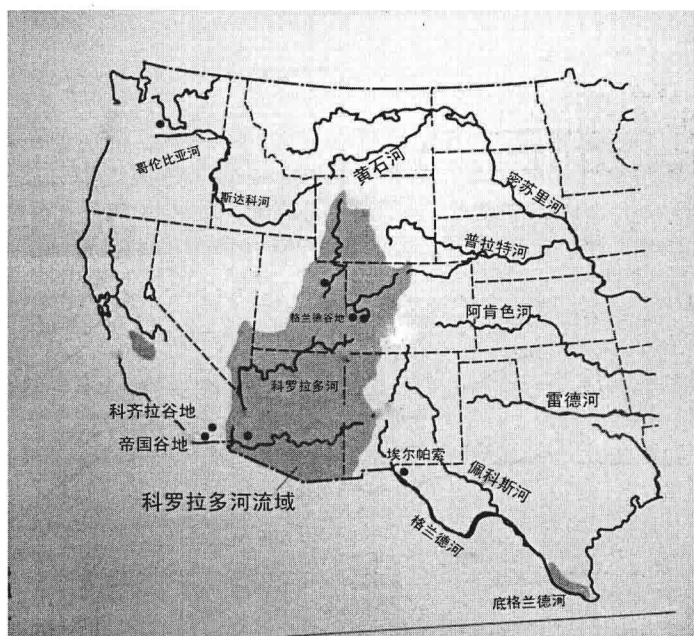 哥伦比亚河
斯达科河
黄石河
密苏里河
普拉特河
格兰德谷地
阿肯色河
科罗拉多河
雷德河
科齐拉谷地
帝国谷地
埃尔帕索
佩科斯河
科罗拉多河流域
格兰德河
底格兰德河